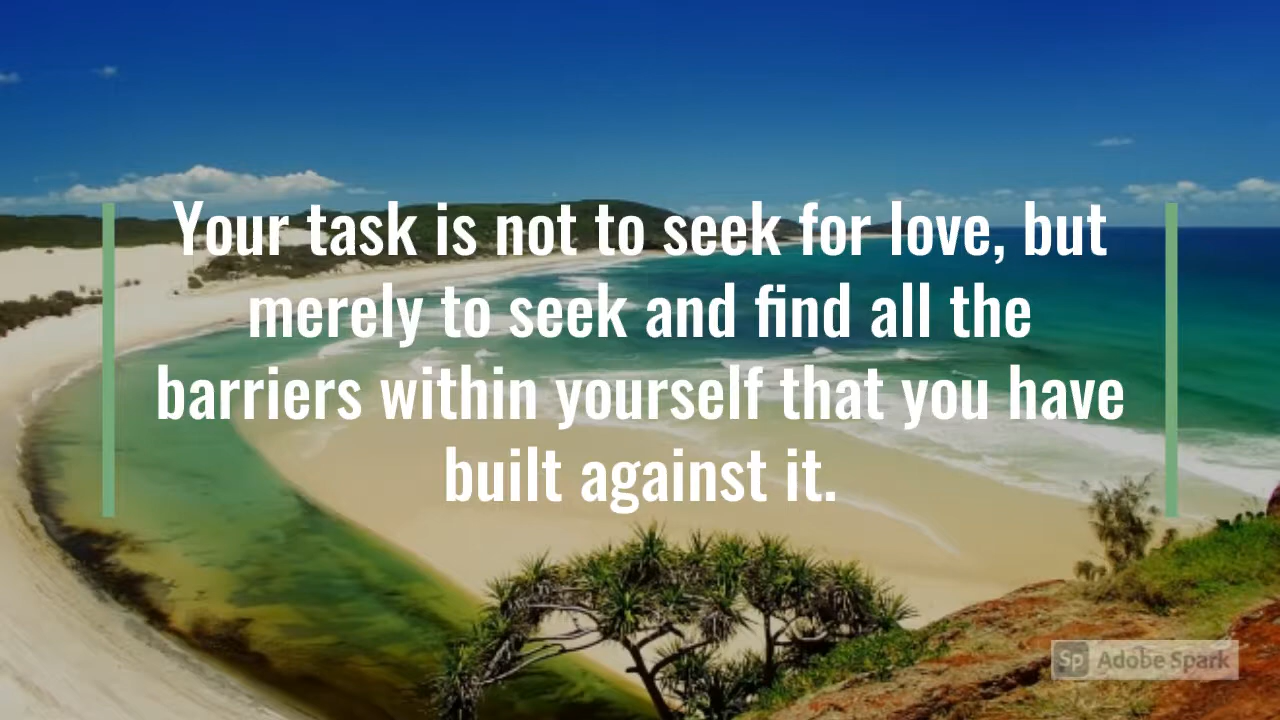 Your task is not to seek for love, but
merely to seek and find all the
barriers within yourself that you have
built against it.
Sp Adobe Spark